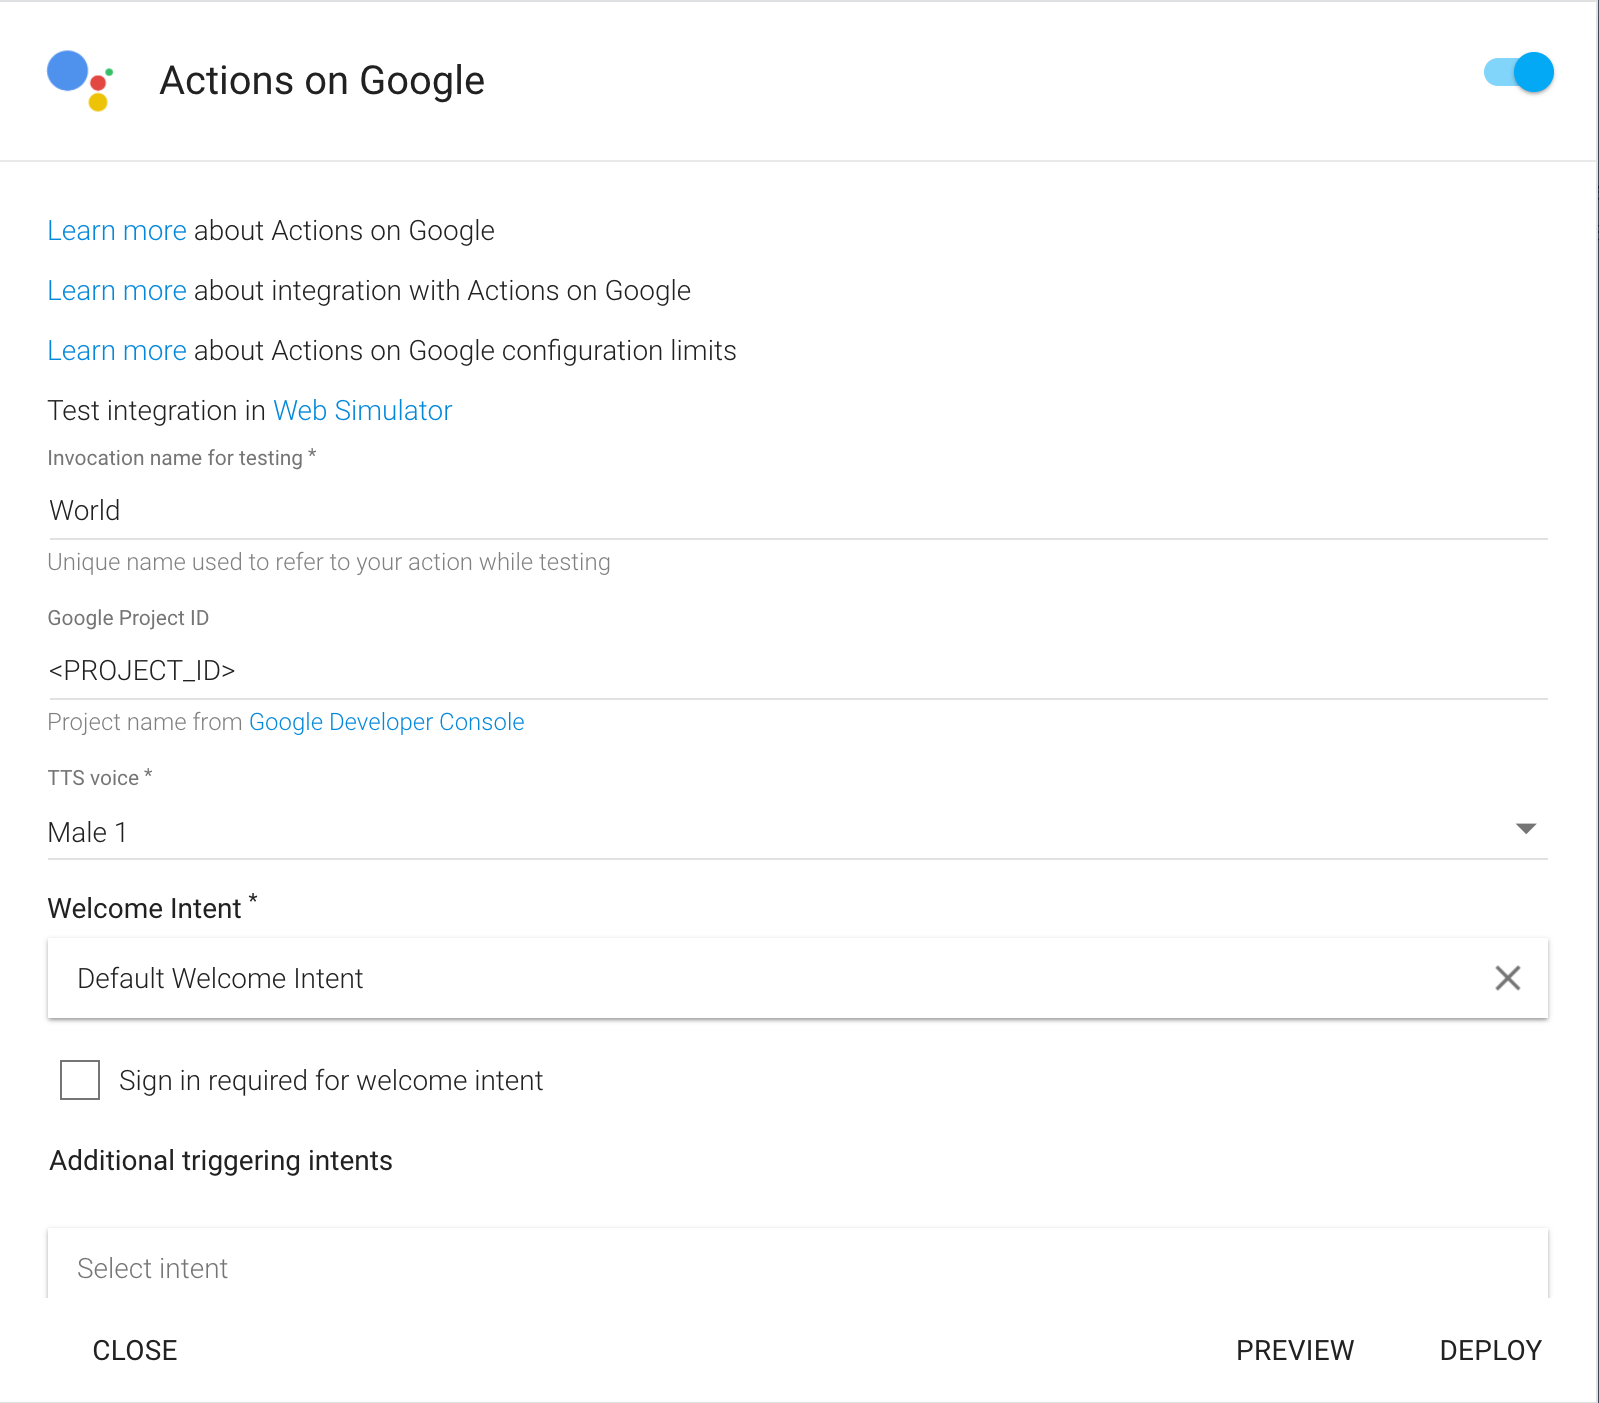 Actions on Google
Learn more about Actions on Google
Learn more about integration with Actions on Google
Learn more about Actions on Google configuration limits
Test integration in Web Simulator
Invocation name for testing *
World
Unique name used to refer to your action while testing
Google Project ID
<PROJECT_ID>
Project name from Google Developer Console
TTS voice *
Male 1
Welcome Intent *
Default Welcome Intent
Sign in required for welcome intent
Additional triggering intents
Select intent
CLOSE PREVIEW DEPLOY